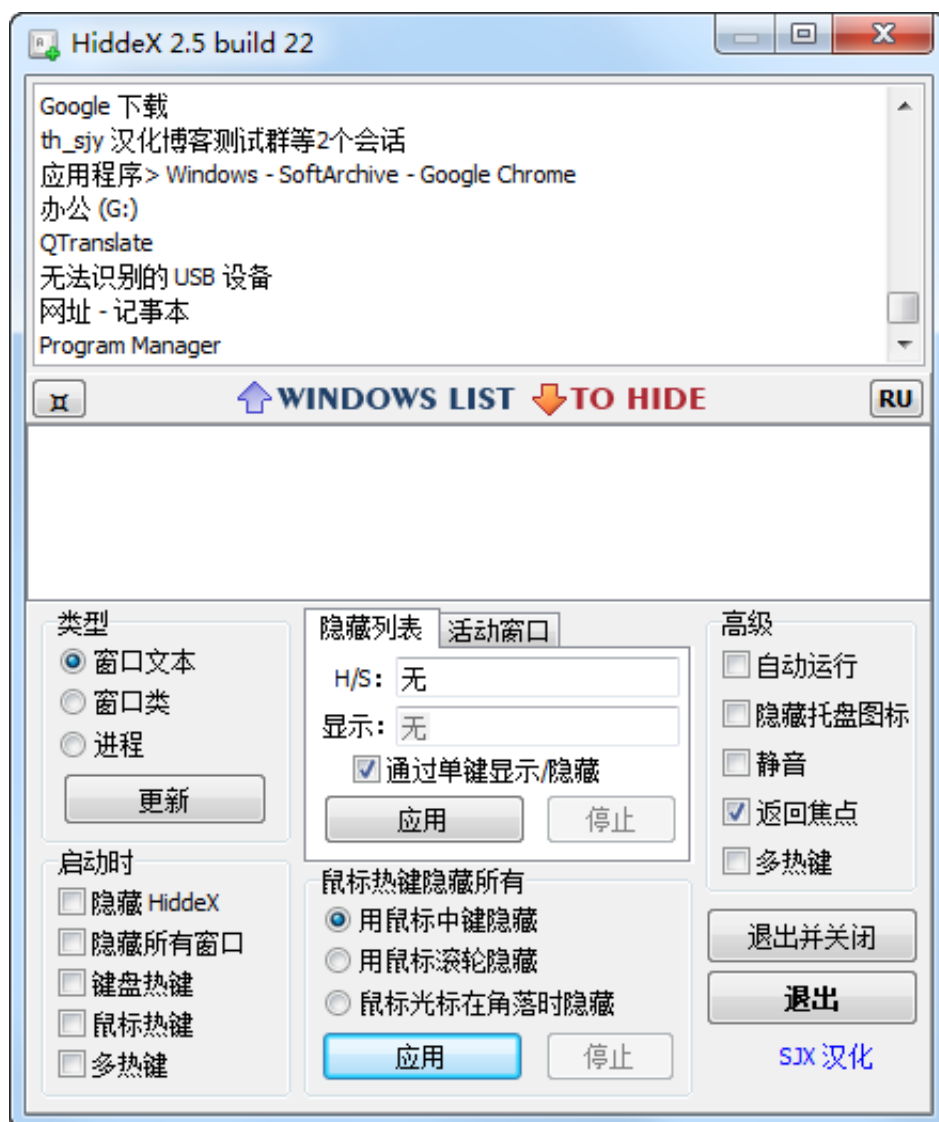 HiddeX 2.5 build 22
Google 下载
th_sjy 汉化博客测试群等2个会话
应用程序> Windows - SoftArchive - Google Chrome
办公 (G:)
QTranslate
无法识别的 USB 设备
网址 - 记事本
Program Manager
¤ WINDOWS LIST TO HIDE RU
类型
窗口文本
窗口类
进程
更新
启动时
隐藏 HiddeX
隐藏所有窗口
键盘热键
鼠标热键
多热键
隐藏列表 活动窗口
H/S: 无
显示: 无
通过单键显示/隐藏
应用 停止
鼠标热键隐藏所有
用鼠标中键隐藏
用鼠标滚轮隐藏
鼠标光标在角落时隐藏
应用 停止
高级
自动运行
隐藏托盘图标
静音
返回焦点
多热键
退出并关闭
退出
SJX 汉化